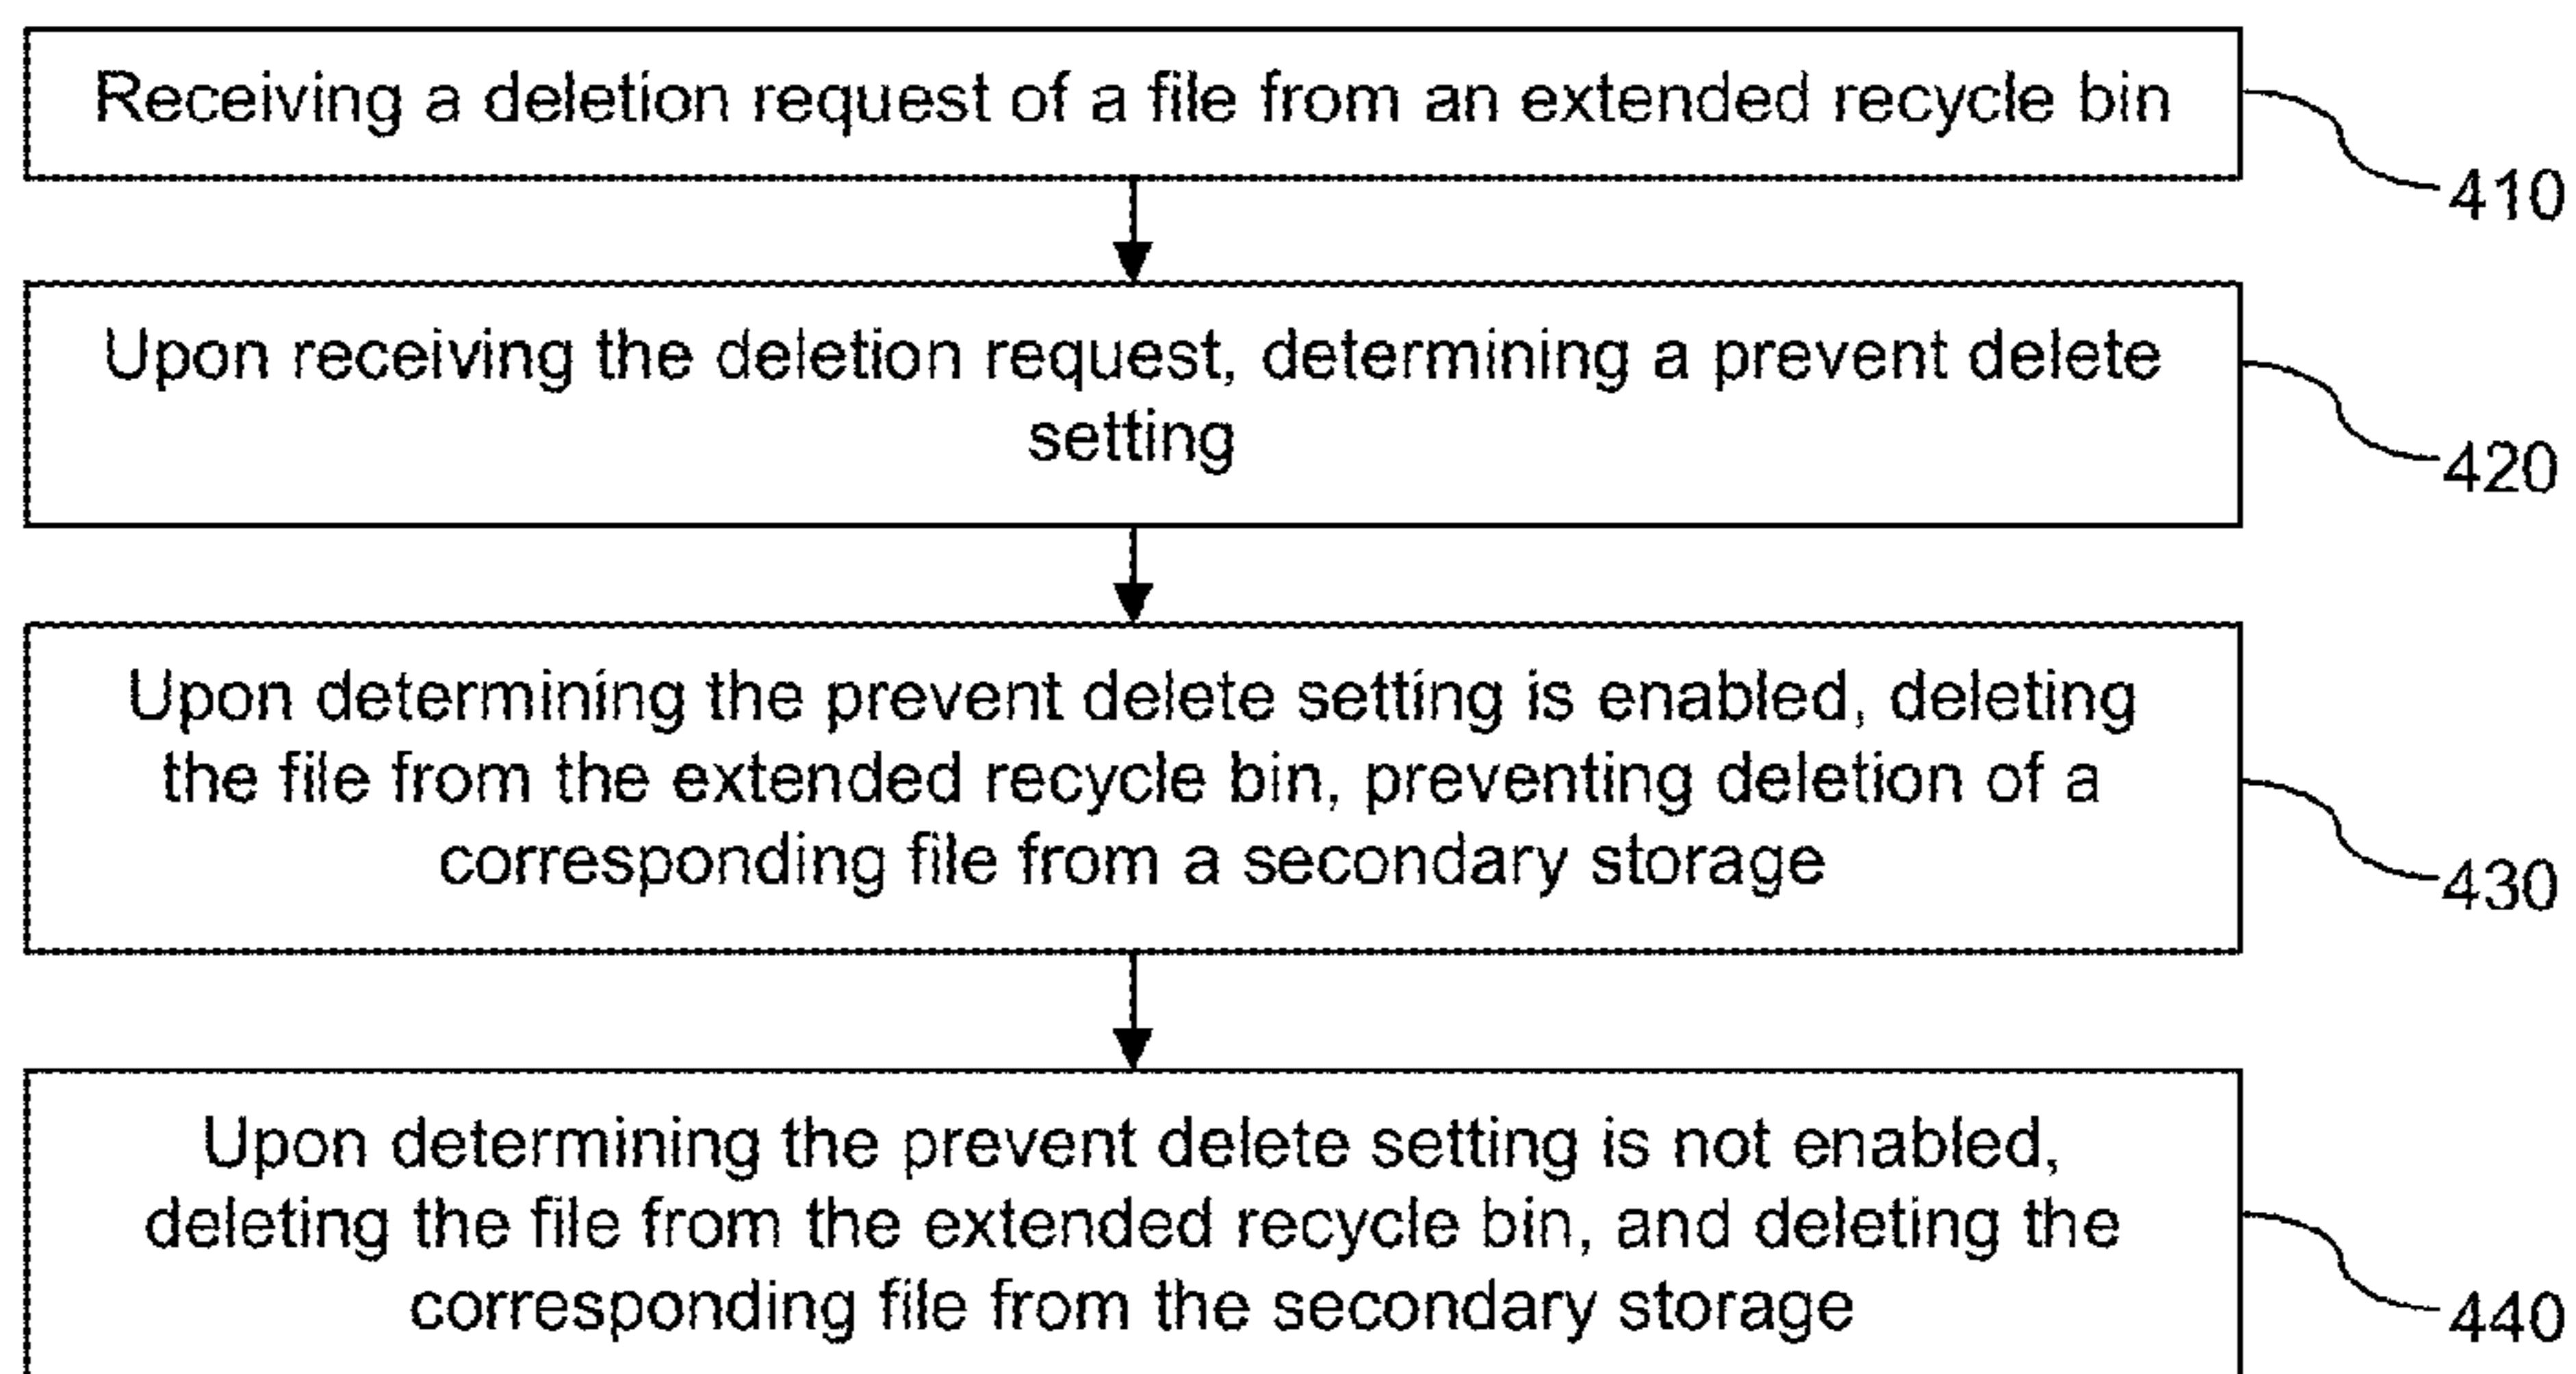 Receiving a deletion request of a file from an extended recycle bin
410
Upon receiving the deletion request, determining a prevent delete
setting
420
Upon determining the prevent delete setting is enabled, deleting
the file from the extended recycle bin, preventing deletion of a
corresponding file from a secondary storage
430
Upon determining the prevent delete setting is not enabled,
deleting the file from the extended recycle bin, and deleting the
corresponding file from the secondary storage
440